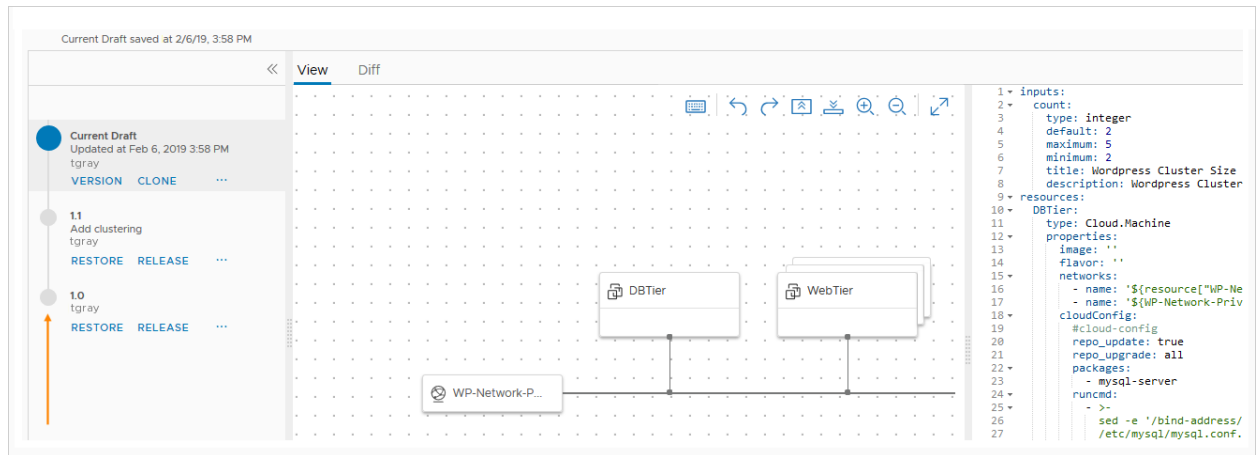 Current Draft saved at 2/6/19, 3:58 PM
View Diff
Current Draft
Updated at Feb 6, 2019 3:58 PM
tgray
VERSION CLONE ...
1.1
Add clustering
tgray
RESTORE RELEASE ...
1.0
tgray
RESTORE RELEASE ...
DBTier
WebTier
WP-Network-P...
1 inputs:
2 count:
3 type: integer
4 default: 2
5 maximum: 5
6 minimum: 2
7 title: Wordpress Cluster Size
8 description: Wordpress Cluster
9 resources:
10 DBTier:
11 type: Cloud.Machine
12 properties:
13 image: ''
14 flavor: ''
15 networks:
16 - name: '${resource["WP-Ne
17 - name: '${WP-Network-Priv
18 cloudConfig:
19 #cloud-config
20 repo_update: true
21 repo_upgrade: all
22 packages:
23 - mysql-server
24 runcmd:
25 - >-
26 sed -e '/bind-address/
27 /etc/mysql/mysql.conf.